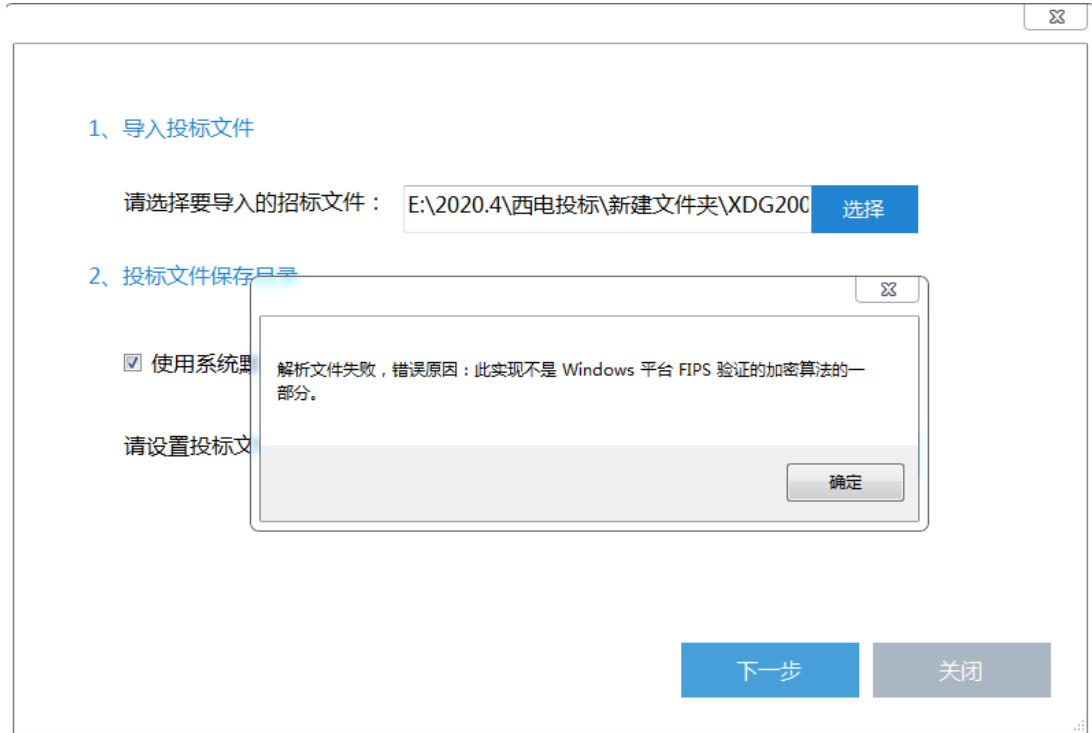 1、导入投标文件
请选择要导入的招标文件：
E:\2020.4\西电投标\新建文件夹\XDG200
选择
2、投标文件保存目录
使用系统默
请设置投标文
解析文件失败，错误原因：此实现不是 Windows 平台 FIPS 验证的加密算法的一
部分。
确定
下一步
关闭